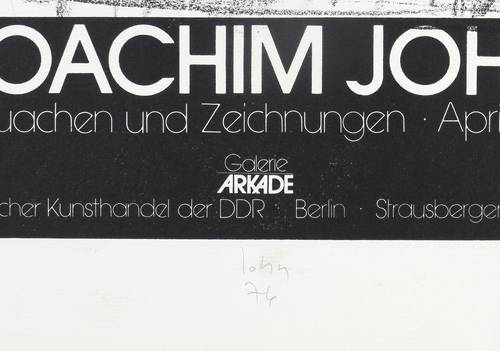 OACHIM JOH
uachen und Zeichnungen · Apri
Galerie
ARKADE
cher Kunsthandel der DDR · Berlin · Strausberger
John
76